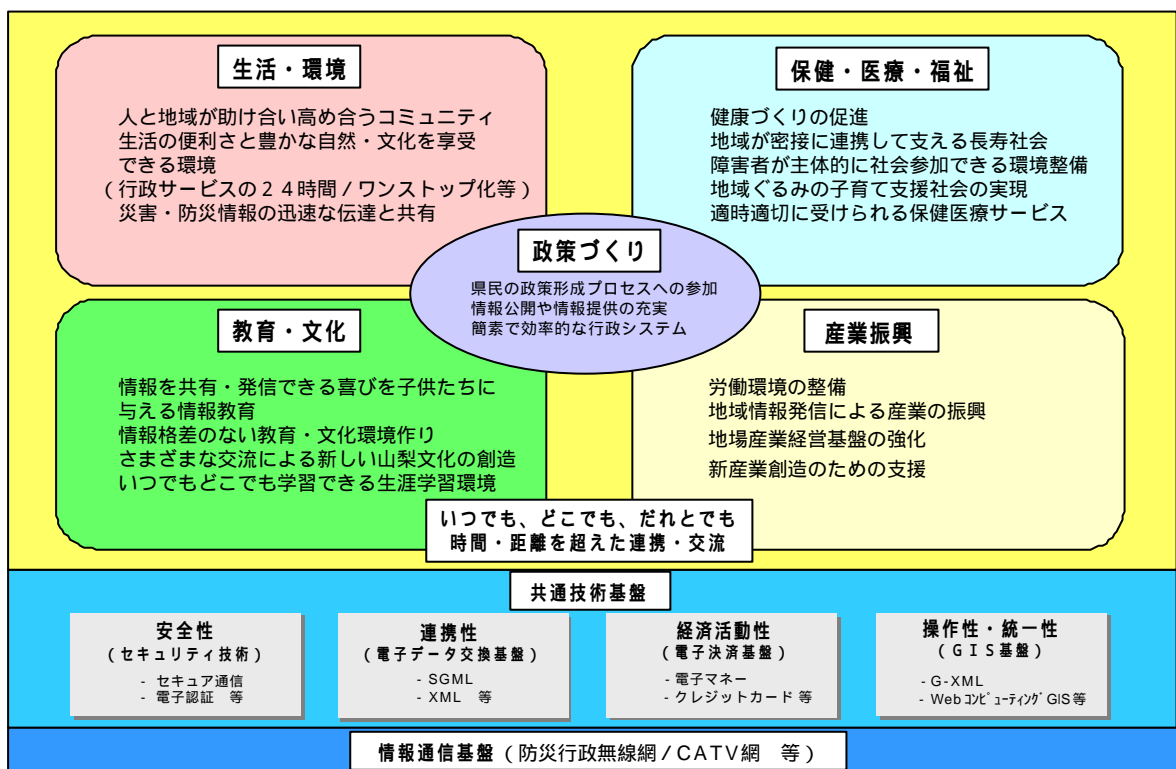 生活・環境
人と地域が助け合い高め合うコミュニティ
生活の便利さと豊かな自然・文化を享受
できる環境
(行政サービスの24時間/ワンストップ化等)
災害・防災情報の迅速な伝達と共有
保健・医療・福祉
健康づくりの促進
地域が密接に連携して支える長寿社会
障害者が主体的に社会参加できる環境整備
地域ぐるみの子育て支援社会の実現
適時適切に受けられる保健医療サービス
政策づくり
県民の政策形成プロセスへの参加
情報公開や情報提供の充実
簡素で効率的な行政システム
教育・文化
情報を共有・発信できる喜びを子供たちに
与える情報教育
情報格差のない教育・文化環境作り
さまざまな交流による新しい山梨文化の創造
いつでもどこでも学習できる生涯学習環境
産業振興
労働環境の整備
地域情報発信による産業の振興
地場産業経営基盤の強化
新産業創造のための支援
いつでも、どこでも、だれとでも
時間・距離を超えた連携・交流
共通技術基盤
安全性
(セキュリティ技術)
- セキュア通信
- 電子認証 等
連携性
(電子データ交換基盤)
- SGML
- XML 等
経済活動性
(電子決済基盤)
- 電子マネー
- クレジットカード 等
操作性・統一性
(GIS基盤)
- G-XML
- Webコンピューティング GIS等
情報通信基盤(防災行政無線網/CATV網 等)